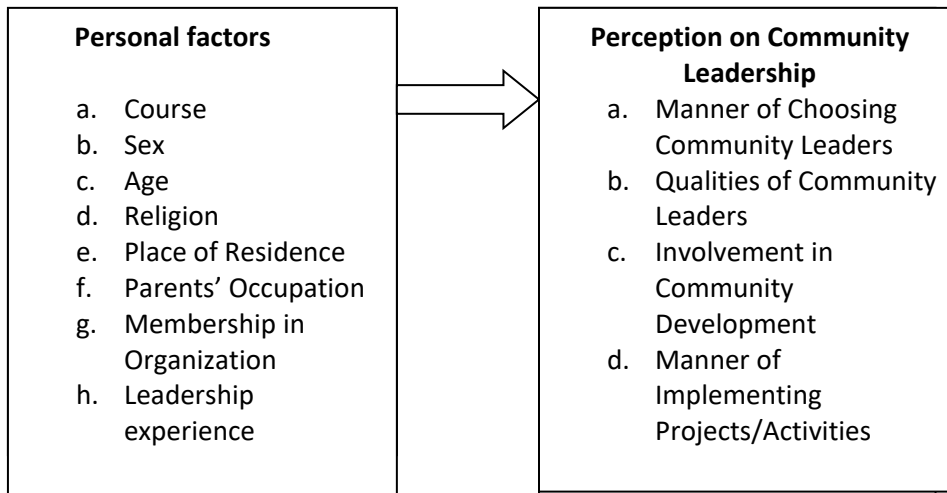 Personal factors
a. Course
b. Sex
c. Age
d. Religion
e. Place of Residence
f. Parents’ Occupation
g. Membership in
Organization
h. Leadership
experience
Perception on Community
Leadership
a. Manner of Choosing
Community Leaders
b. Qualities of Community
Leaders
c. Involvement in
Community
Development
d. Manner of
Implementing
Projects/Activities